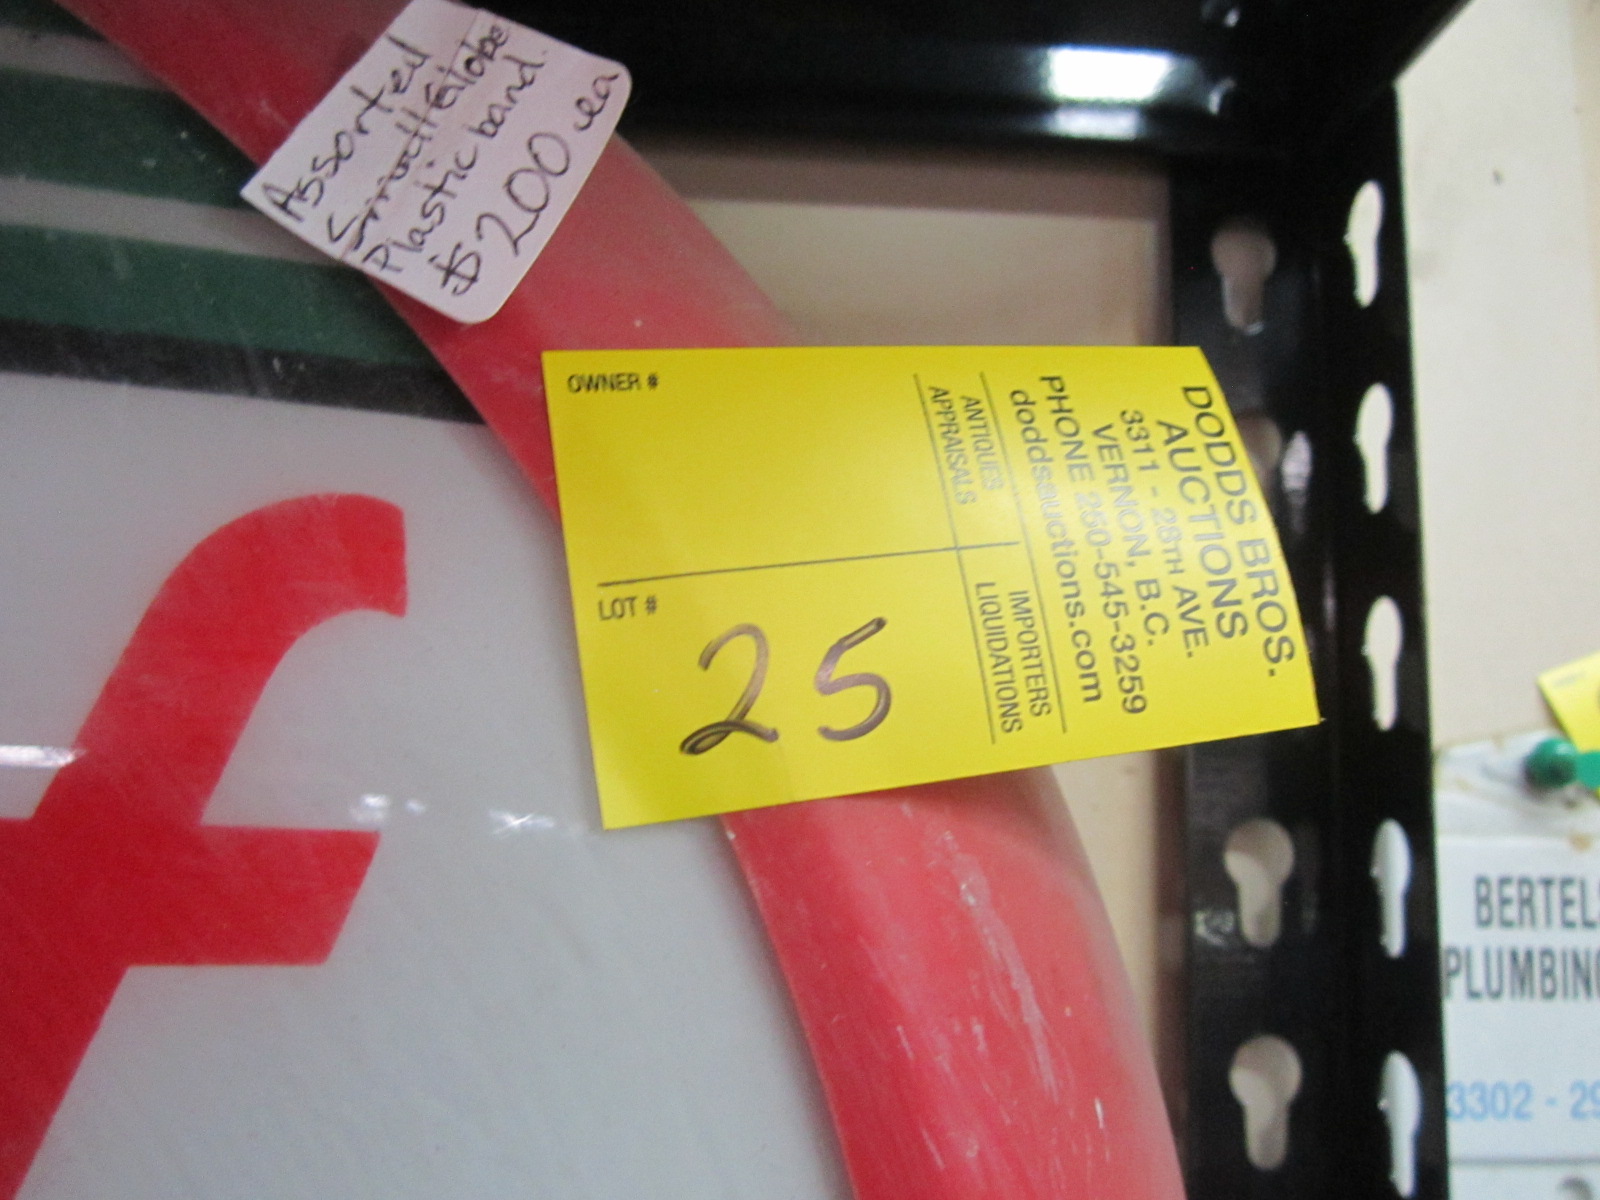 Assorted
Plastic band.
$200 ea
OWNER #
LOT #
25
ANTIQUES
APPRAISALS
IMPORTERS
LIQUIDATIONS
DODDS BROS.
AUCTIONS
3311 - 28TH AVE.
VERNON, B.C.
PHONE 250-545-3259
doddsauctions.com
f
BERTELS
PLUMBING
3302 - 29